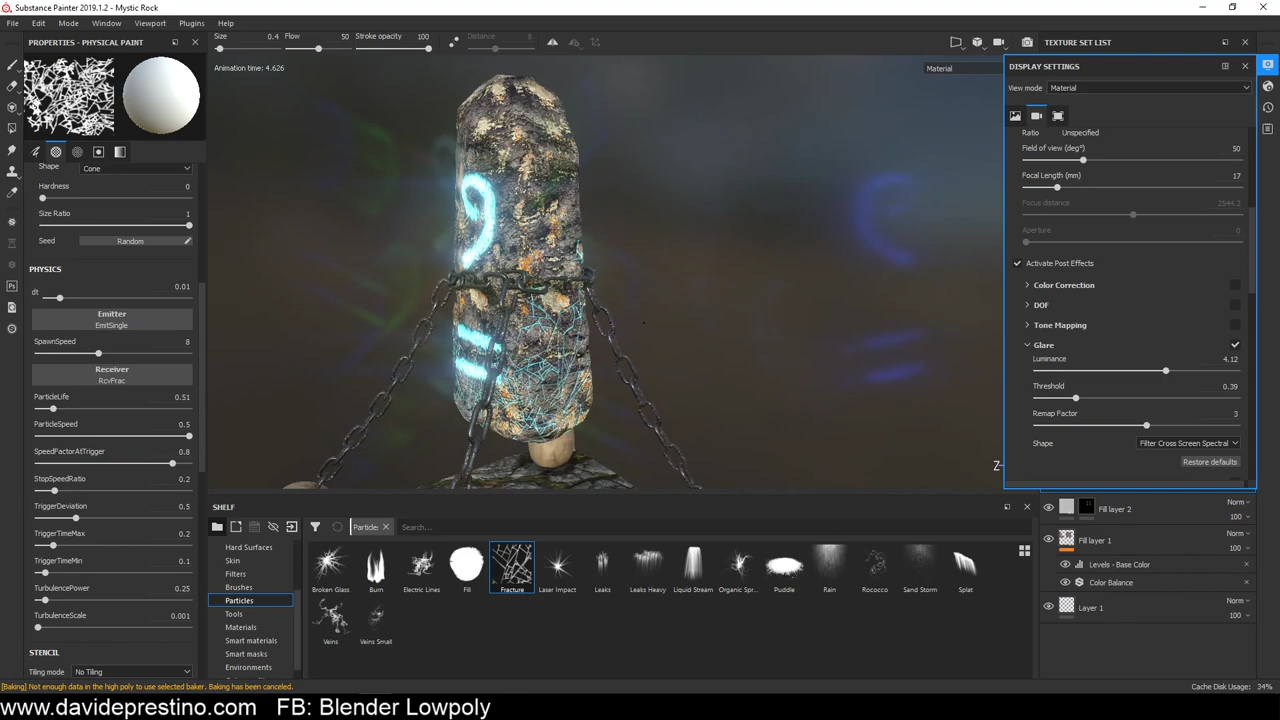 Substance Painter 2019.1.2 - Mystic Rock
File Edit Mode Window Viewport Plugins Help
PROPERTIES - PHYSICAL PAINT
Size 0.4 Flow 50 Stroke opacity 100 Distance 8
TEXTURE SET LIST
Animation time: 4.626
Material
DISPLAY SETTINGS
View mode Material
Ratio Unspecified
Field of view (deg°) 50
Focal Length (mm) 17
Focus distance 2544.2
Aperture 0
Activate Post Effects
Color Correction
DOF
Tone Mapping
Glare
Luminance 4.12
Threshold 0.39
Remap Factor 3
Shape Filter Cross Screen Spectral
Restore defaults
Shape Cone
Hardness 0
Size Ratio 1
Seed Random
PHYSICS
dt 0.01
Emitter
EmitSingle
SpawnSpeed 8
Receiver
RcvFrac
ParticleLife 0.51
ParticleSpeed 0.5
SpeedFactorAtTrigger 0.8
StopSpeedRatio 0.2
TriggerDeviation 0.5
TriggerTimeMax 0.2
TriggerTimeMin 0.1
TurbulencePower 0.25
TurbulenceScale 0.001
STENCIL
Tiling mode No Tiling
Z
SHELF
Particle Search...
Hard Surfaces
Skin
Filters
Brushes
Particles
Tools
Materials
Smart materials
Smart masks
Environments
Broken Glass Burn Electric Lines Fill Fracture Laser Impact Leaks Leaks Heavy Liquid Stream Organic Spr... Puddle Rain Rococco Sand Storm Splat
Veins Veins Small
Fill layer 2 Norm
100
Fill layer 1 Norm
100
Levels - Base Color
Color Balance
Layer 1 Norm
100
[Baking] Not enough data in the high poly to use selected baker. Baking has been canceled.
Cache Disk Usage: 34%
www.davideprestino.com FB: Blender Lowpoly